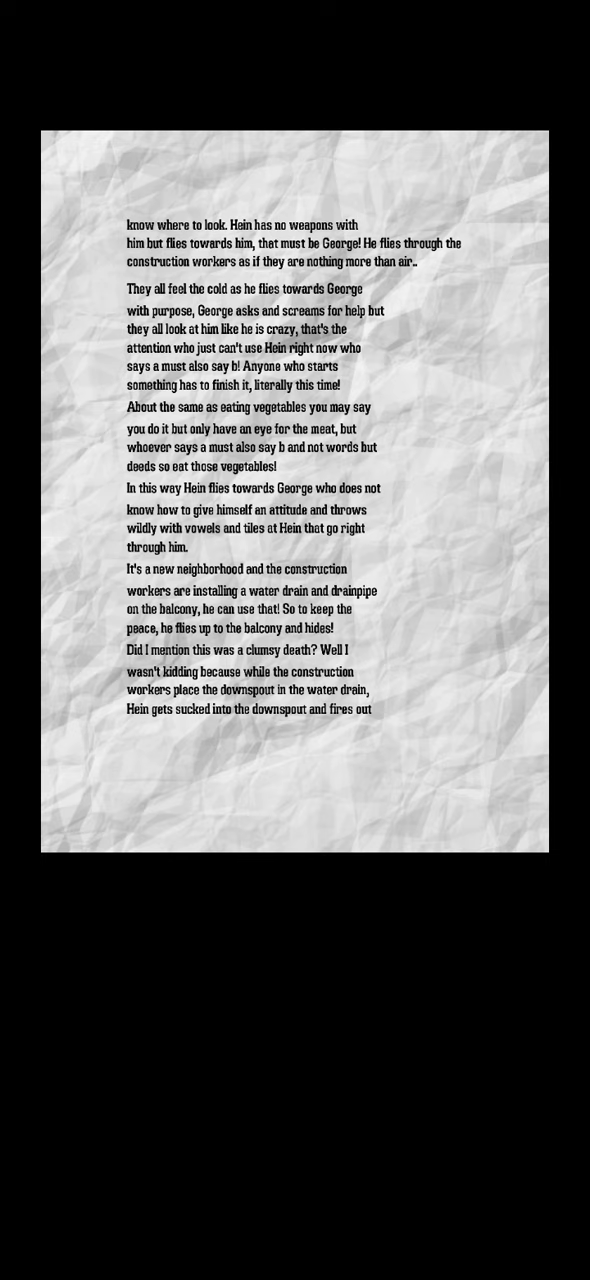 know where to look. Hein has no weapons with
him but flies towards him, that must be George! He flies through the
construction workers as if they are nothing more than air..
They all feel the cold as he flies towards George
with purpose, George asks and screams for help but
they all look at him like he is crazy, that's the
attention who just can't use Hein right now who
says a must also say b! Anyone who starts
something has to finish it, literally this time!
About the same as eating vegetables you may say
you do it but only have an eye for the meat, but
whoever says a must also say b and not words but
deeds so eat those vegetables!
In this way Hein flies towards George who does not
know how to give himself an attitude and throws
wildly with vowels and tiles at Hein that go right
through him.
It's a new neighborhood and the construction
workers are installing a water drain and drainpipe
on the balcony, he can use that! So to keep the
peace, he flies up to the balcony and hides!
Did I mention this was a clumsy death? Well I
wasn't kidding because while the construction
workers place the downspout in the water drain,
Hein gets sucked into the downspout and fires out